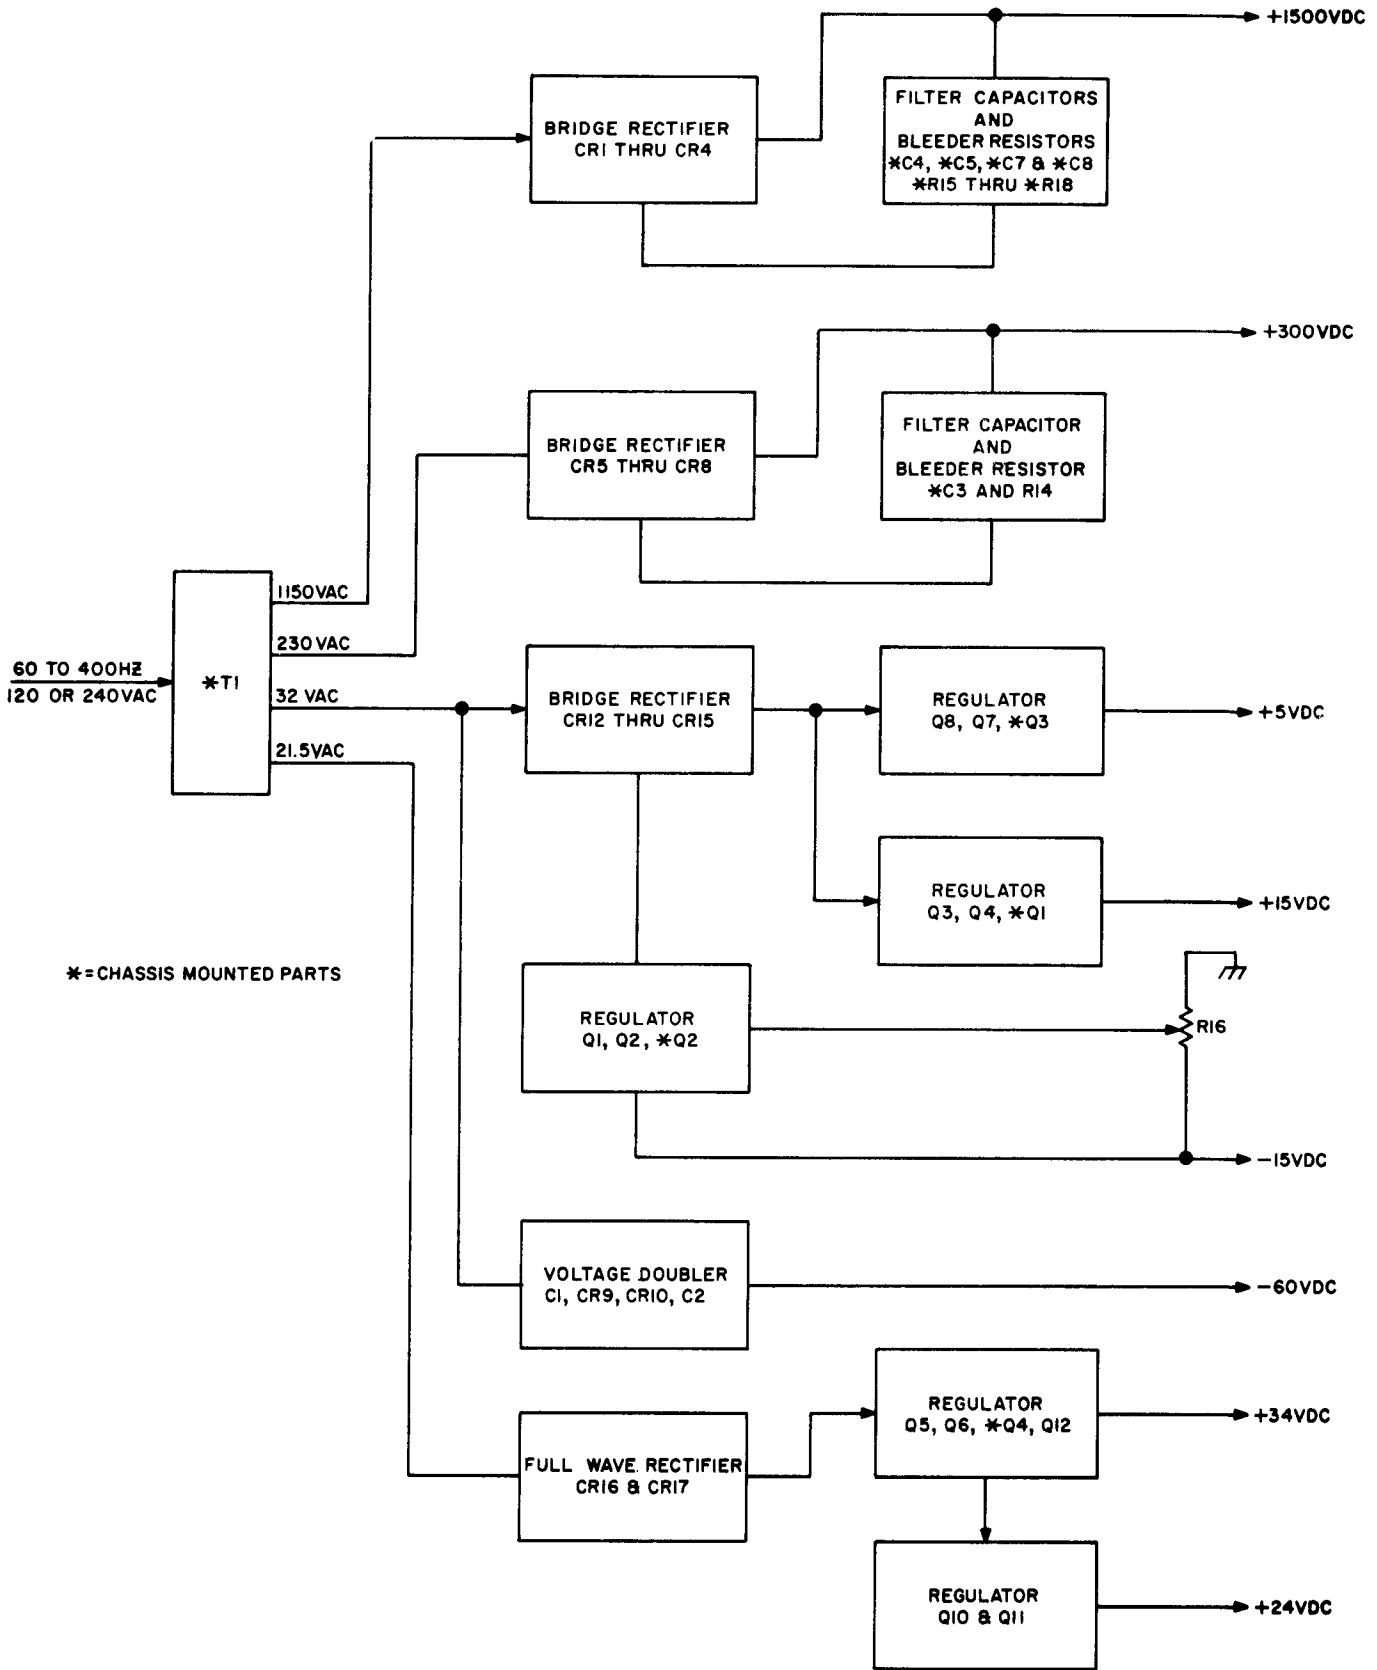 +1500VDC
BRIDGE RECTIFIER
CR1 THRU CR4
FILTER CAPACITORS
AND
BLEEDER RESISTORS
*C4, *C5, *C7 & *C8
*R15 THRU *R18
+300VDC
BRIDGE RECTIFIER
CR5 THRU CR8
FILTER CAPACITOR
AND
BLEEDER RESISTOR
*C3 AND R14
60 TO 400HZ
120 OR 240VAC
*T1
1150VAC
230VAC
32 VAC
21.5VAC
BRIDGE RECTIFIER
CR12 THRU CR15
REGULATOR
Q8, Q7, *Q3
+5VDC
REGULATOR
Q3, Q4, *Q1
+15VDC
*=CHASSIS MOUNTED PARTS
REGULATOR
Q1, Q2, *Q2
R16
-15VDC
VOLTAGE DOUBLER
C1, CR9, CR10, C2
-60VDC
FULL WAVE RECTIFIER
CR16 & CR17
REGULATOR
Q5, Q6, *Q4, Q12
+34VDC
REGULATOR
Q10 & Q11
+24VDC